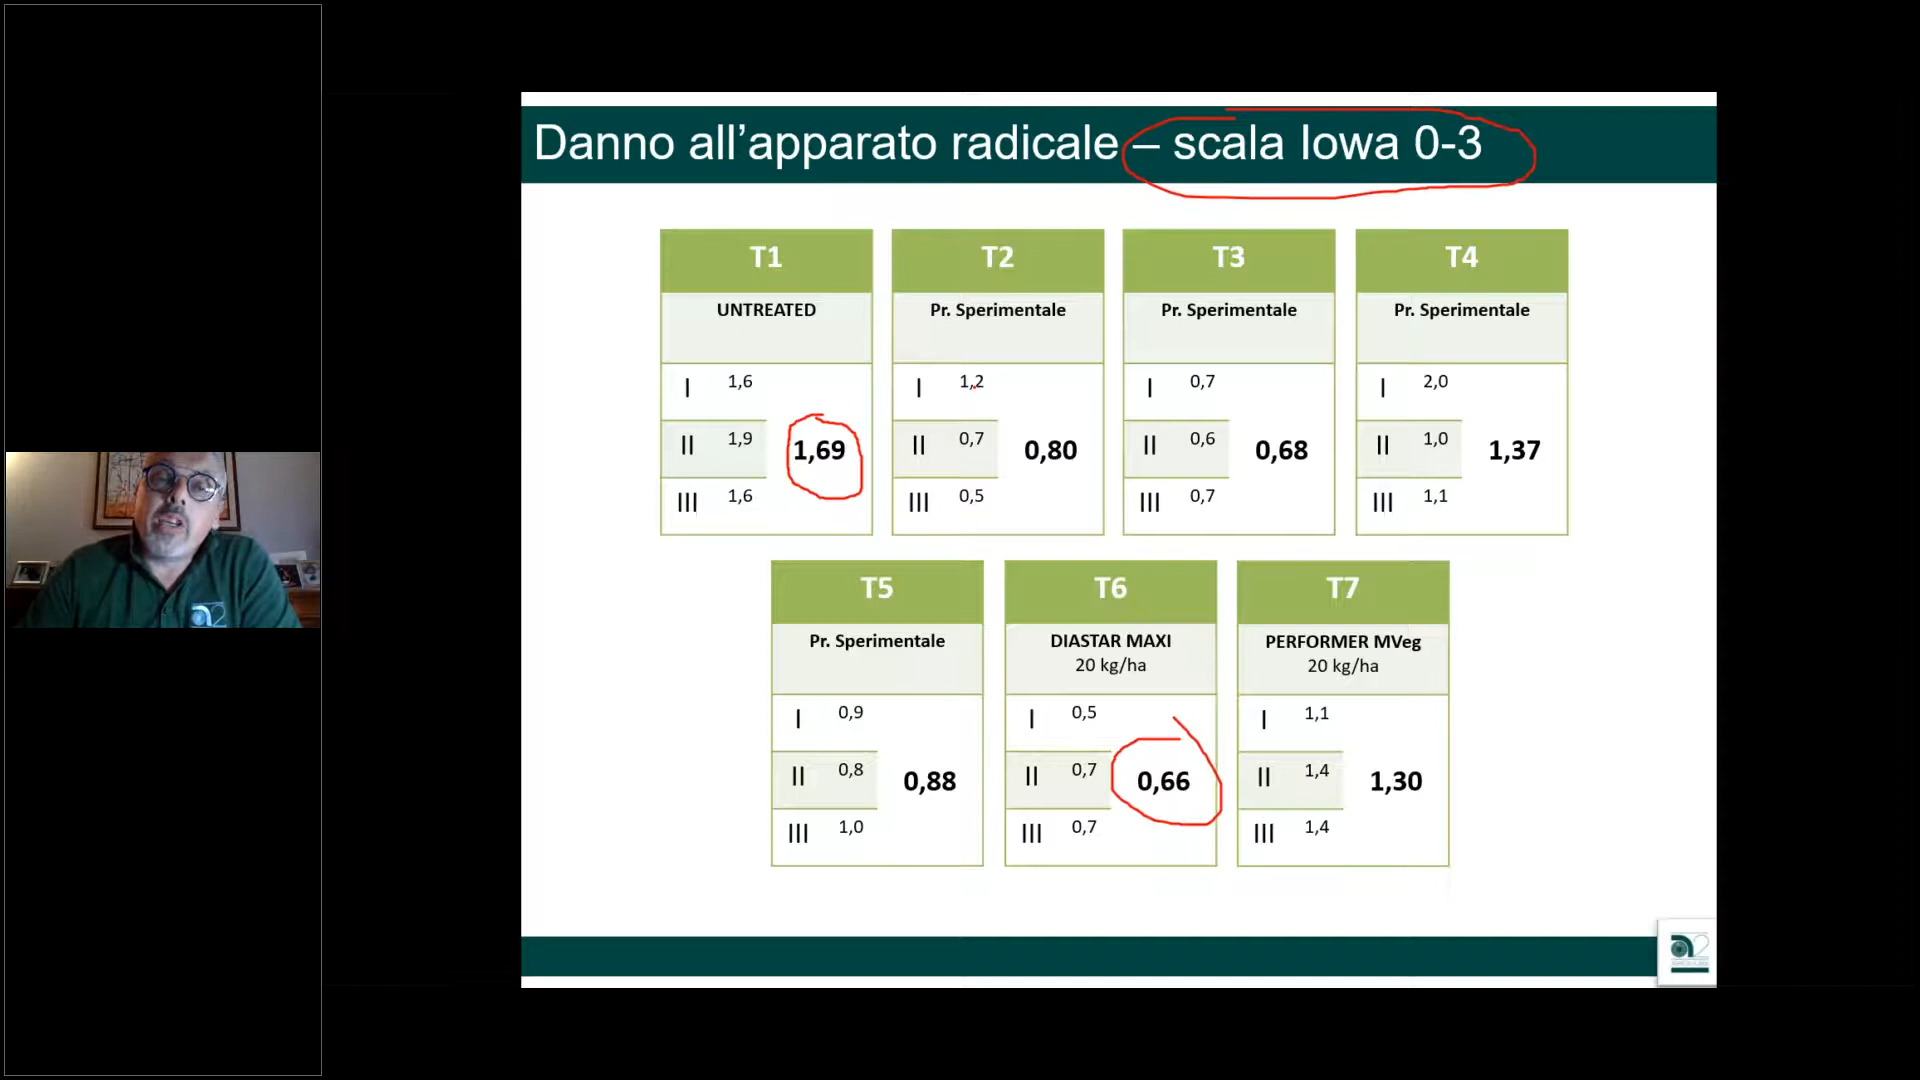 Danno all’apparato radicale – scala Iowa 0-3
T1
UNTREATED
I 1,6
II 1,9
III 1,6
1,69
T2
Pr. Sperimentale
I 1,2
II 0,7
III 0,5
0,80
T3
Pr. Sperimentale
I 0,7
II 0,6
III 0,7
0,68
T4
Pr. Sperimentale
I 2,0
II 1,0
III 1,1
1,37
T5
Pr. Sperimentale
I 0,9
II 0,8
III 1,0
0,88
T6
DIASTAR MAXI
20 kg/ha
I 0,5
II 0,7
III 0,7
0,66
T7
PERFORMER MVeg
20 kg/ha
I 1,1
II 1,4
III 1,4
1,30
a2
a2